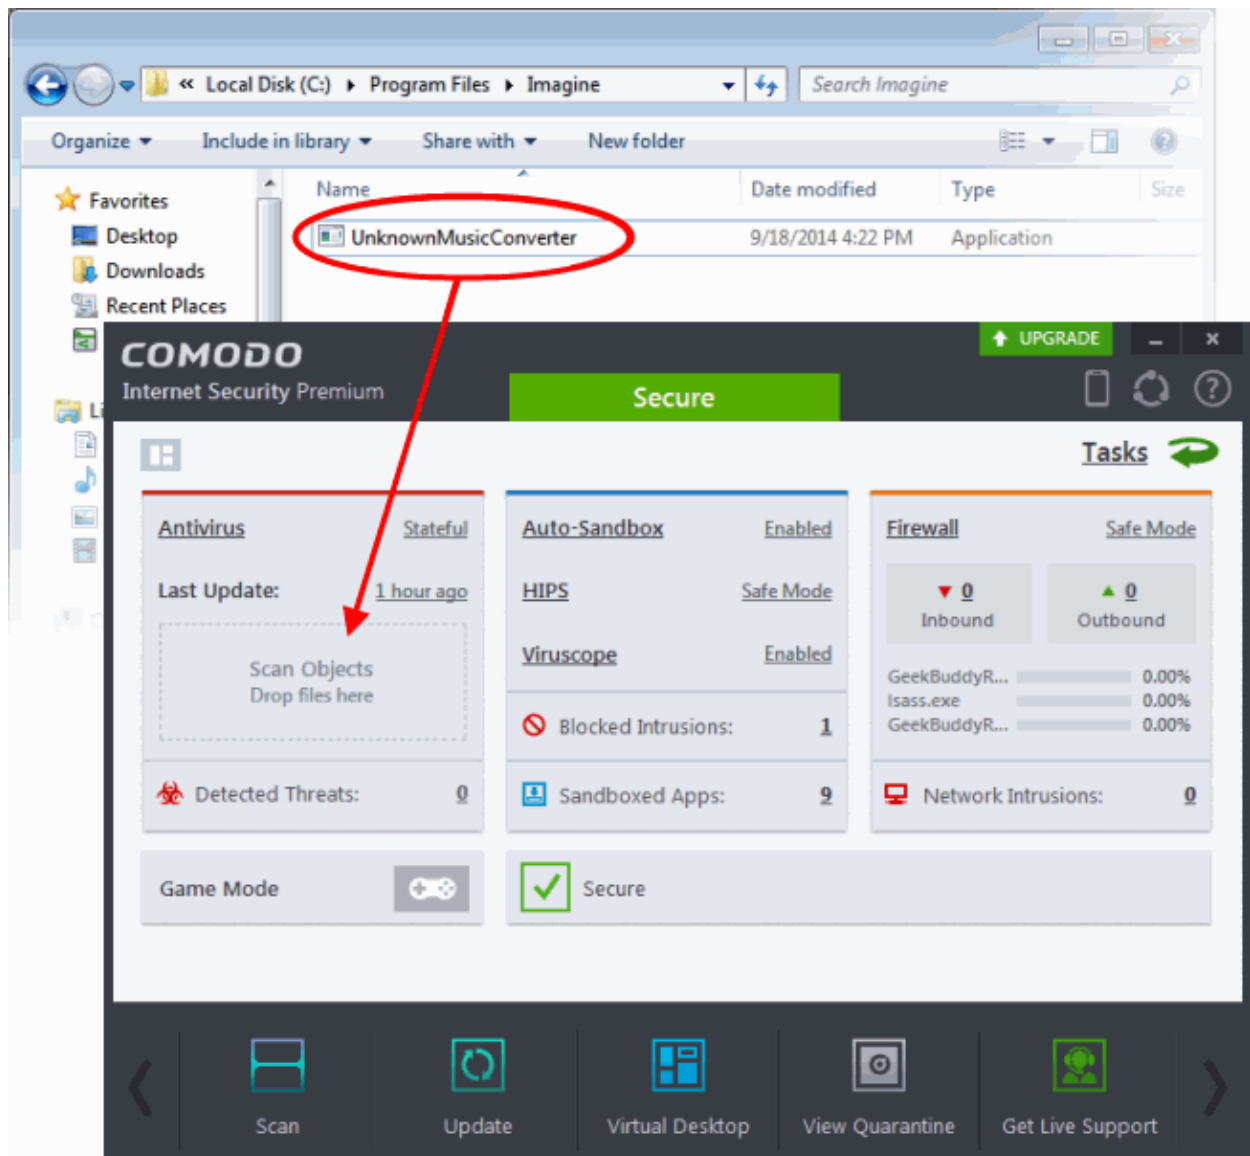 « Local Disk (C:) Program Files Imagine Search Imagine
Organize Include in library Share with New folder
Name Date modified Type Size
Favorites
UnknownMusicConverter 9/18/2014 4:22 PM Application
Desktop
Downloads
Recent Places
COMODO
Internet Security Premium
UPGRADE
Secure
Li
Tasks
Antivirus Stateful
Last Update: 1 hour ago
Scan Objects
Drop files here
Detected Threats: 0
Auto-Sandbox Enabled
HIPS Safe Mode
Viruscope Enabled
Blocked Intrusions: 1
Sandboxed Apps: 9
Firewall Safe Mode
0 0
Inbound Outbound
GeekBuddyR... 0.00%
lsass.exe 0.00%
GeekBuddyR... 0.00%
Network Intrusions: 0
Game Mode
Secure
Scan Update Virtual Desktop View Quarantine Get Live Support